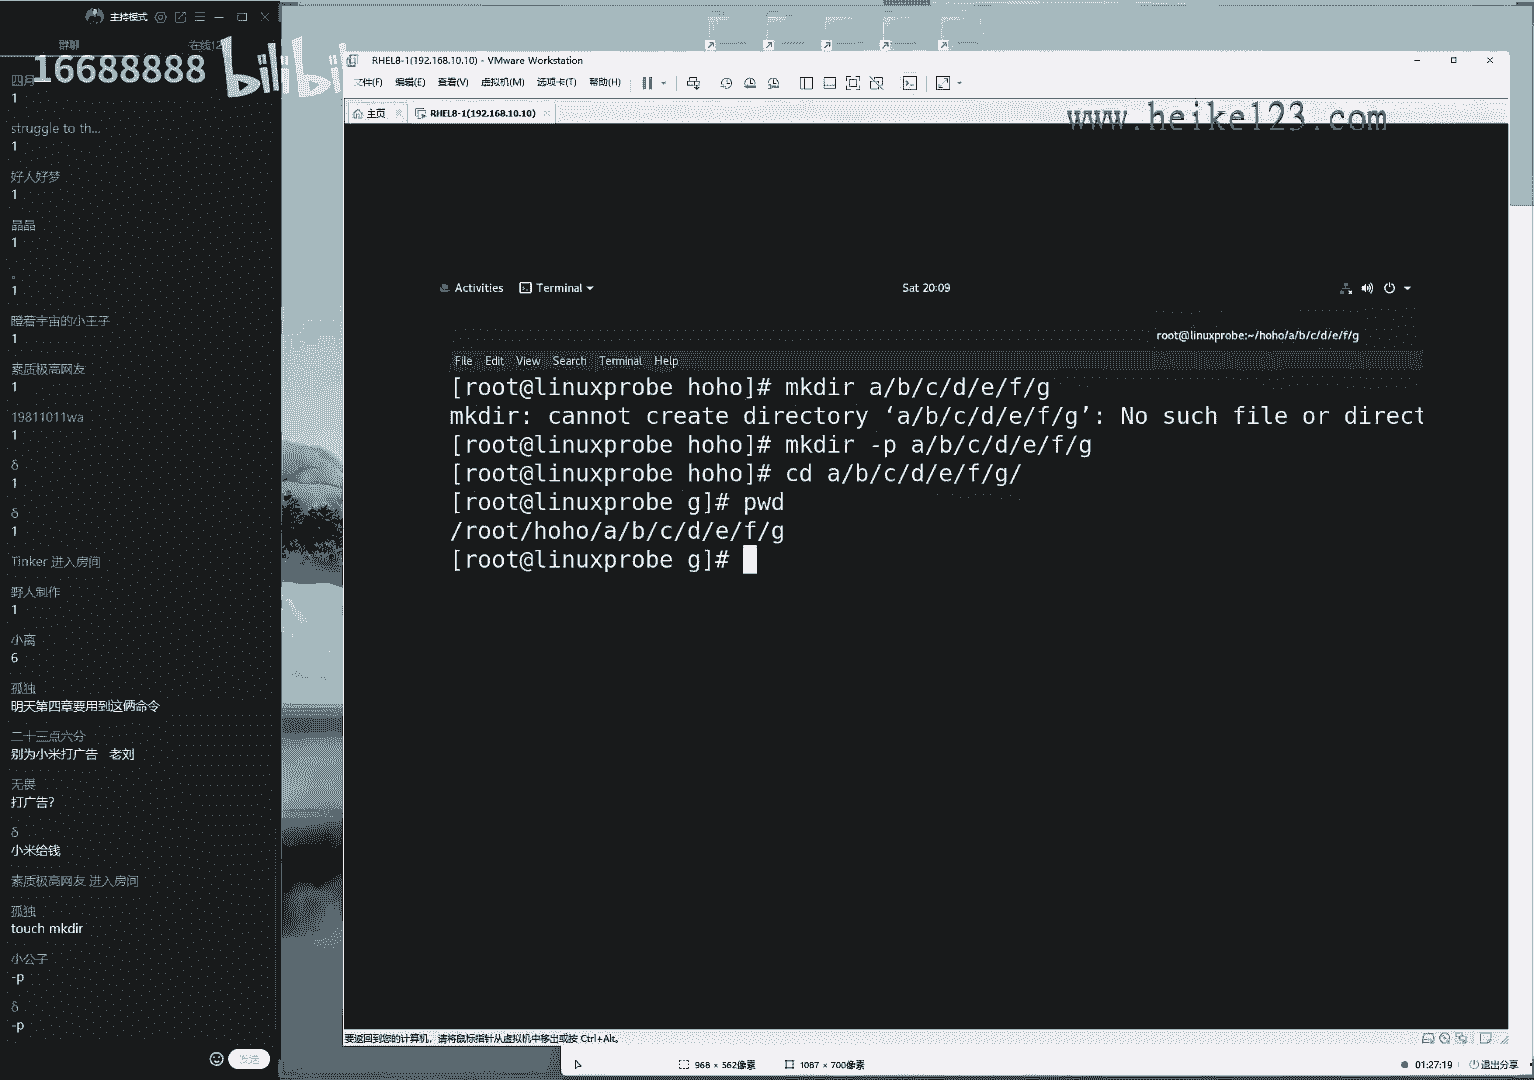 主持模式
群聊
在线12
16688888
bilibi
四月
1
struggle to th...
1
好人好梦
1
晶晶
1
。
1
瞪着宇宙的小王子
1
素质极高网友
1
19811011wa
1
δ
1
δ
1
Tinker 进入房间
野人制作
1
小离
6
孤独
明天第四章要用到这俩命令
二十三点六分
别为小米打广告 老刘
无畏
打广告?
δ
小米给钱
素质极高网友 进入房间
孤独
touch mkdir
小公子
-p
δ
-p
发送
RHEL8-1(192.168.10.10) - VMware Workstation
文件(F) 编辑(E) 查看(V) 虚拟机(M) 选项卡(T) 帮助(H)
主页
RHEL8-1(192.168.10.10)
www.heike123.com
Activities
Terminal
Sat 20:09
root@linuxprobe:~/hoho/a/b/c/d/e/f/g
File Edit View Search Terminal Help
[root@linuxprobe hoho]# mkdir a/b/c/d/e/f/g
mkdir: cannot create directory ‘a/b/c/d/e/f/g’: No such file or direct
[root@linuxprobe hoho]# mkdir -p a/b/c/d/e/f/g
[root@linuxprobe hoho]# cd a/b/c/d/e/f/g/
[root@linuxprobe g]# pwd
/root/hoho/a/b/c/d/e/f/g
[root@linuxprobe g]#
要返回到您的计算机，请将鼠标指针从虚拟机中移出或按 Ctrl+Alt。
968 × 562像素
1087 × 700像素
01:27:19
退出分享